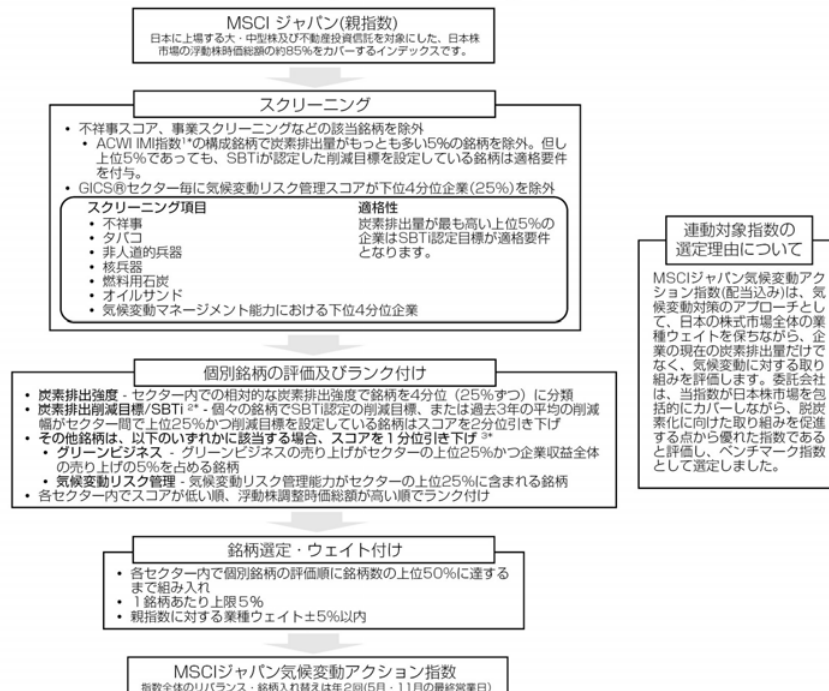 MSCI ジャパン(親指数)
日本に上場する大・中型株及び不動産投資信託を対象にした、日本株
市場の浮動株時価総額の約85%をカバーするインデックスです。
スクリーニング
• 不祥事スコア、事業スクリーニングなどの該当銘柄を除外
• ACWI IMI指数¹*の構成銘柄で炭素排出量がもっとも多い5%の銘柄を除外。但し
上位5%であっても、SBTiが認定した削減目標を設定している銘柄は適格要件
を付与。
• GICS®セクター毎に気候変動リスク管理スコアが下位4分位企業(25%)を除外
スクリーニング項目
• 不祥事
• タバコ
• 非人道的兵器
• 核兵器
• 燃料用石炭
• オイルサンド
• 気候変動マネージメント能力における下位4分位企業
適格性
炭素排出量が最も高い上位5%の
企業はSBTi認定目標が適格要件
となります。
個別銘柄の評価及びランク付け
• 炭素排出強度 - セクター内での相対的な炭素排出強度で銘柄を4分位（25%ずつ）に分類
• 炭素排出削減目標/SBTi ²* - 個々の銘柄でSBTi認定の削減目標、または過去3年の平均の削減
幅がセクター間で上位25%かつ削減目標を設定している銘柄はスコアを2分位引き下げ
• その他銘柄は、以下のいずれかに該当する場合、スコアを１分位引き下げ ³*
• グリーンビジネス - グリーンビジネスの売り上げがセクターの上位25%かつ企業収益全体
の売り上げの5%を占める銘柄
• 気候変動リスク管理 - 気候変動リスク管理能力がセクターの上位25%に含まれる銘柄
• 各セクター内でスコアが低い順、浮動株調整時価総額が高い順でランク付け
銘柄選定・ウェイト付け
• 各セクター内で個別銘柄の評価順に銘柄数の上位50%に達する
まで組み入れ
• １銘柄あたり上限５%
• 親指数に対する業種ウェイト±5%以内
MSCIジャパン気候変動アクション指数
指数全体のリバランス・銘柄入れ替えは年２回(5月・11月の最終営業日)
連動対象指数の
選定理由について
MSCIジャパン気候変動アク
ション指数(配当込み)は、気
候変動対策のアプローチとし
て、日本の株式市場全体の業
種ウェイトを保ちながら、企
業の現在の炭素排出量だけで
なく、気候変動に対する取り
組みを評価します。委託会社
は、当指数が日本株市場を包
括的にカバーしながら、脱炭
素化に向けた取り組みを促進
する点から優れた指数である
と評価し、ベンチマーク指数
として選定しました。